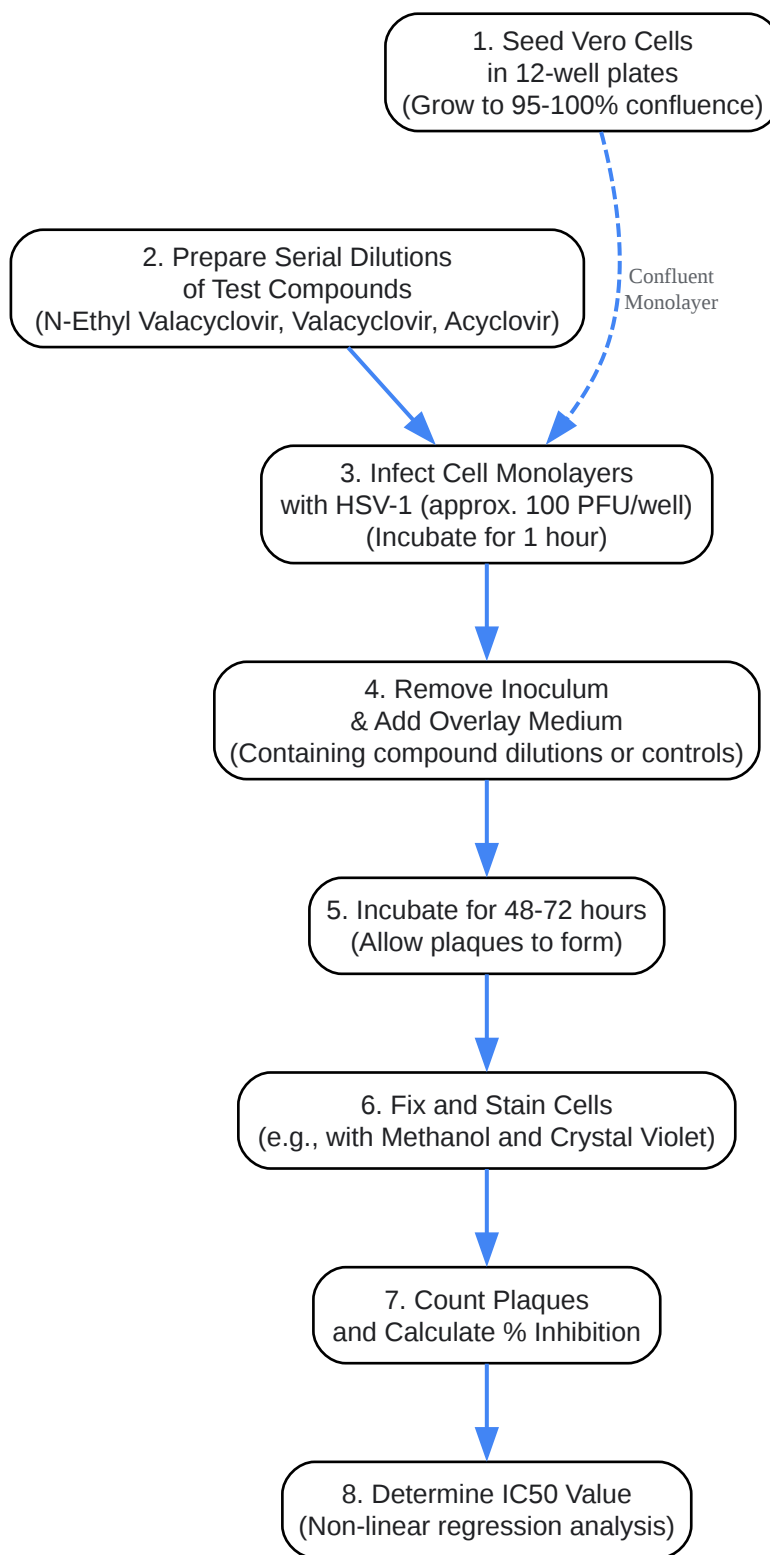 1. Seed Vero Cells
in 12-well plates
(Grow to 95-100% confluence)
2. Prepare Serial Dilutions
of Test Compounds
(N-Ethyl Valacyclovir, Valacyclovir, Acyclovir)
Confluent
Monolayer
3. Infect Cell Monolayers
with HSV-1 (approx. 100 PFU/well)
(Incubate for 1 hour)
4. Remove Inoculum
& Add Overlay Medium
(Containing compound dilutions or controls)
5. Incubate for 48-72 hours
(Allow plaques to form)
6. Fix and Stain Cells
(e.g., with Methanol and Crystal Violet)
7. Count Plaques
and Calculate % Inhibition
8. Determine IC50 Value
(Non-linear regression analysis)